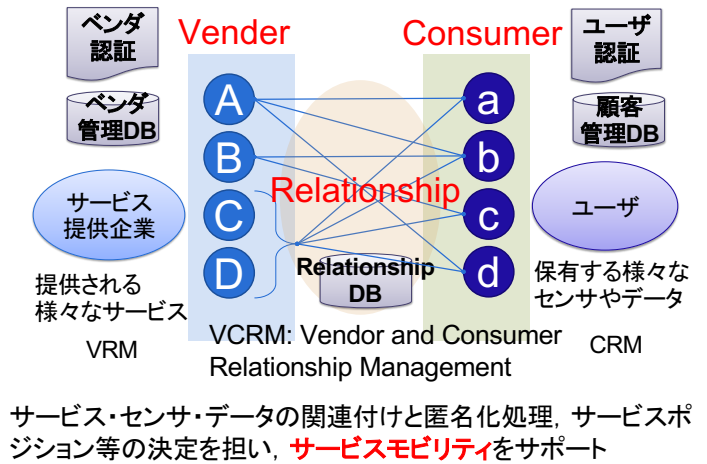 ベンダ
認証
Vender
Consumer
ユーザ
認証
ベンダ
管理DB
A
B
C
D
a
b
c
d
顧客
管理DB
Relationship
サービス
提供企業
ユーザ
Relationship
DB
提供される
様々なサービス
VRM
保有する様々な
センサやデータ
CRM
VCRM: Vendor and Consumer
Relationship Management
サービス・センサ・データの関連付けと匿名化処理，サービスポ
ジション等の決定を担い，サービスモビリティをサポート